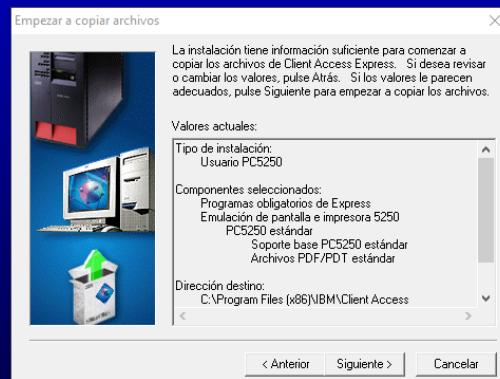 Empezar a copiar archivos
La instalación tiene información suficiente para comenzar a
copiar los archivos de Client Access Express. Si desea revisar
o cambiar los valores, pulse Atrás. Si los valores le parecen
adecuados, pulse Siguiente para empezar a copiar los archivos.
Valores actuales:
Tipo de instalación:
Usuario PC5250
Componentes seleccionados:
Programas obligatorios de Express
Emulación de pantalla e impresora 5250
PC5250 estándar
Soporte base PC5250 estándar
Archivos PDF/PDT estándar
Dirección destino:
C:\Program Files (x86)\IBM\Client Access
< Anterior
Siguiente >
Cancelar